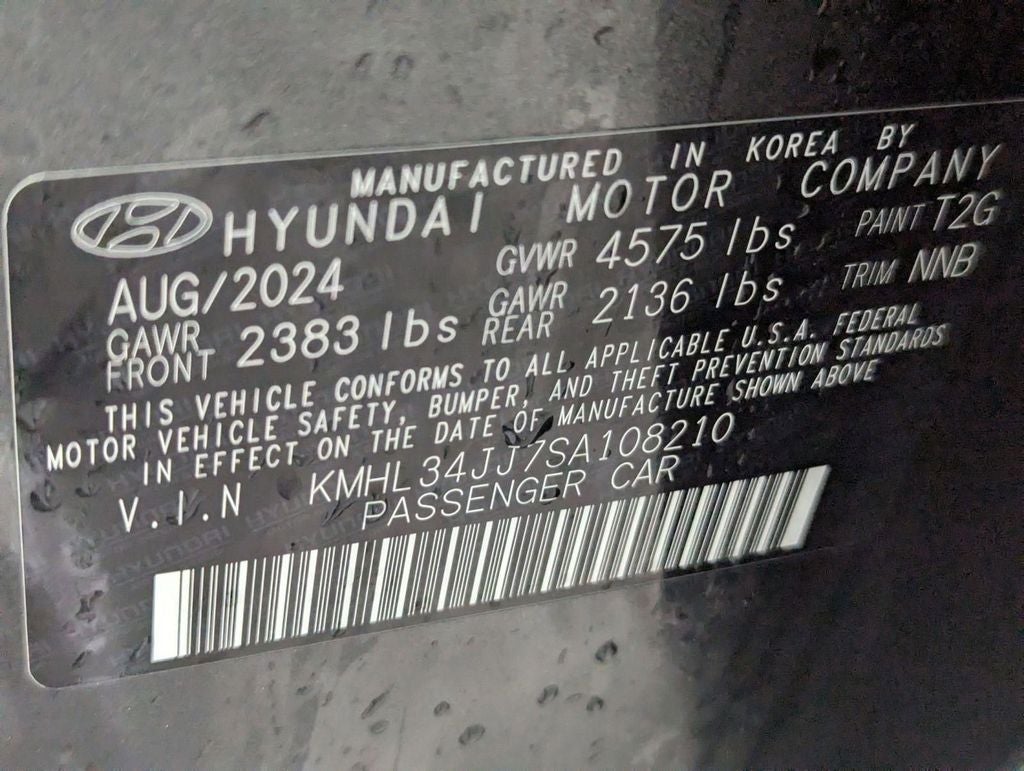 MANUFACTURED IN KOREA BY
HYUNDAI MOTOR COMPANY
AUG/2024 GVWR 4575 lbs PAINT T2G
GAWR FRONT 2383 lbs GAWR REAR 2136 lbs TRIM NNB
THIS VEHICLE CONFORMS TO ALL APPLICABLE U.S.A. FEDERAL
MOTOR VEHICLE SAFETY, BUMPER, AND THEFT PREVENTION STANDARDS
IN EFFECT ON THE DATE OF MANUFACTURE SHOWN ABOVE
V.I.N KMHL34JJ7SA108210
PASSENGER CAR